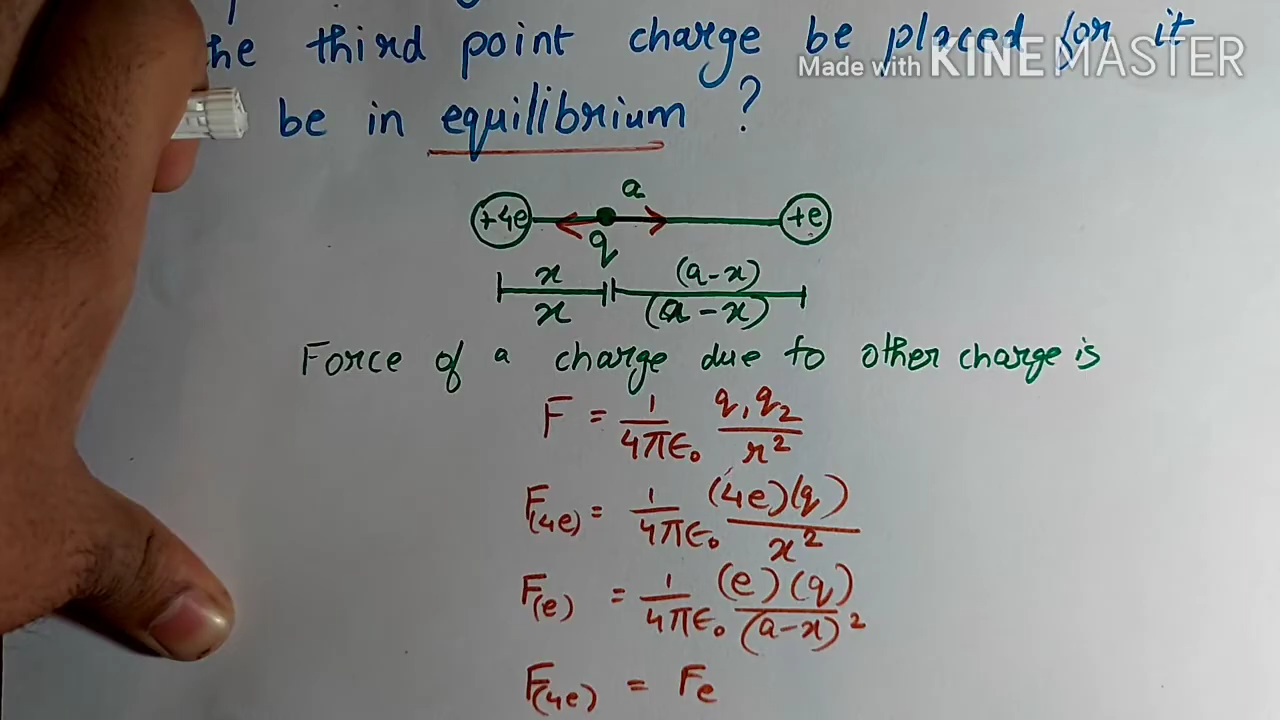 the third point charge be placed for it
Made with KINEMASTER
be in equilibrium ?
a
+4e
+e
q
x (a-x)
x (a-x)
Force of a charge due to other charge is
F = 1/4πε₀ q₁q₂/r²
F(4e) = 1/4πε₀ (4e)(q)/x²
F(e) = 1/4πε₀ (e)(q)/(a-x)²
F(4e) = Fe